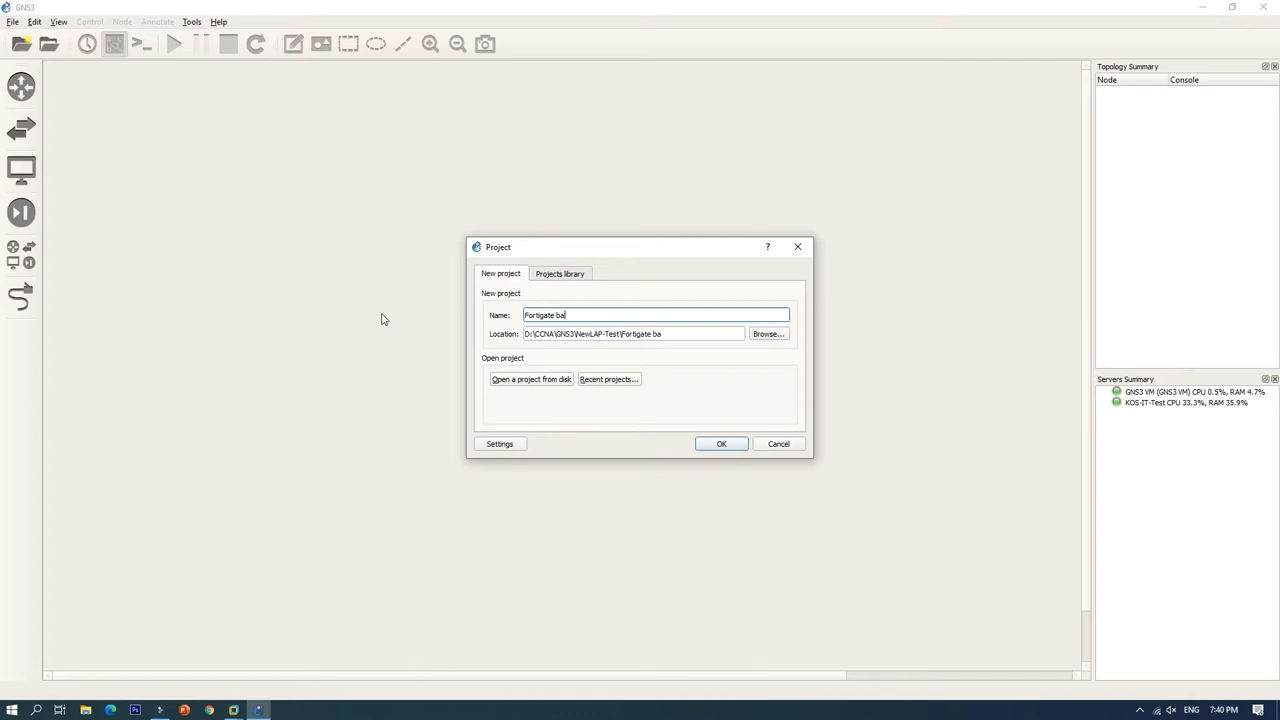 GNS3
File Edit View Control Node Annotate Tools Help
Topology Summary
Node Console
Project
New project Projects library
New project
Name: Fortigate ba
Location: D:\CCNA\GNS3\NewLAP-Test\Fortigate ba Browse...
Open project
Open a project from disk Recent projects...
Settings OK Cancel
Servers Summary
GNS3 VM (GNS3 VM) CPU 0.5%, RAM 4.7%
KOS-IT-Test CPU 33.3%, RAM 35.9%
ENG 7:40 PM